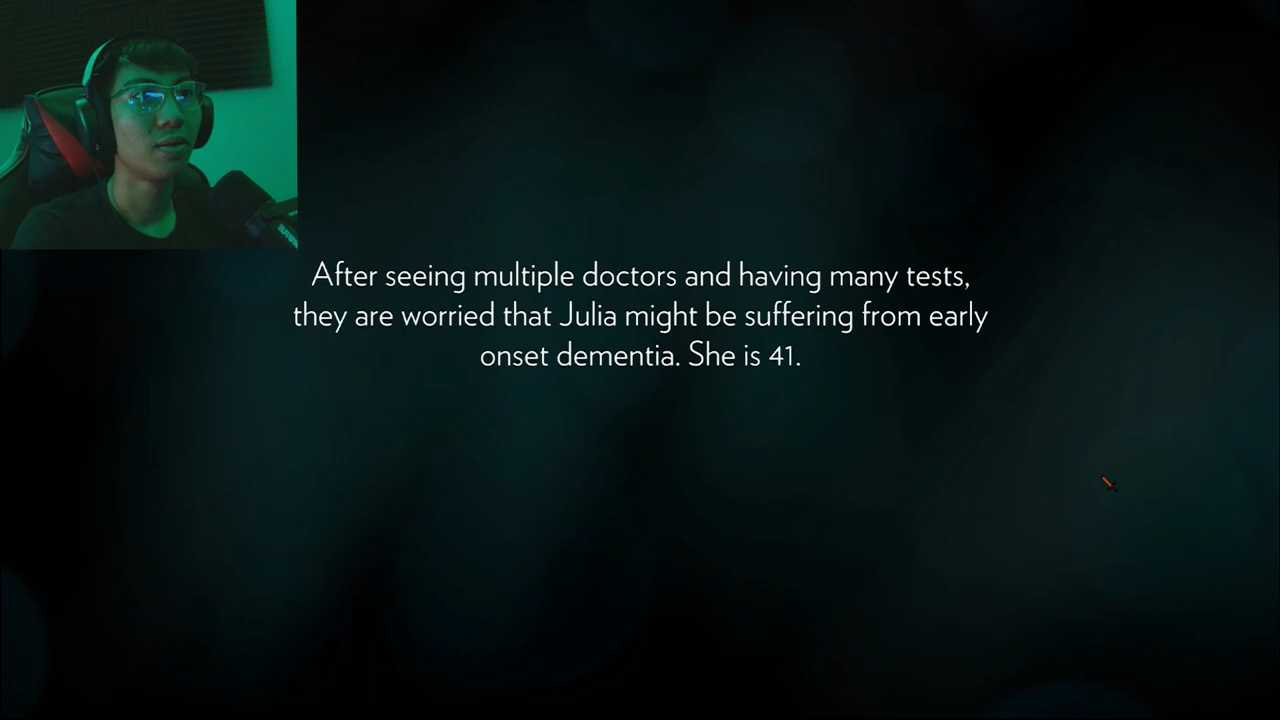 After seeing multiple doctors and having many tests,
they are worried that Julia might be suffering from early
onset dementia. She is 41.